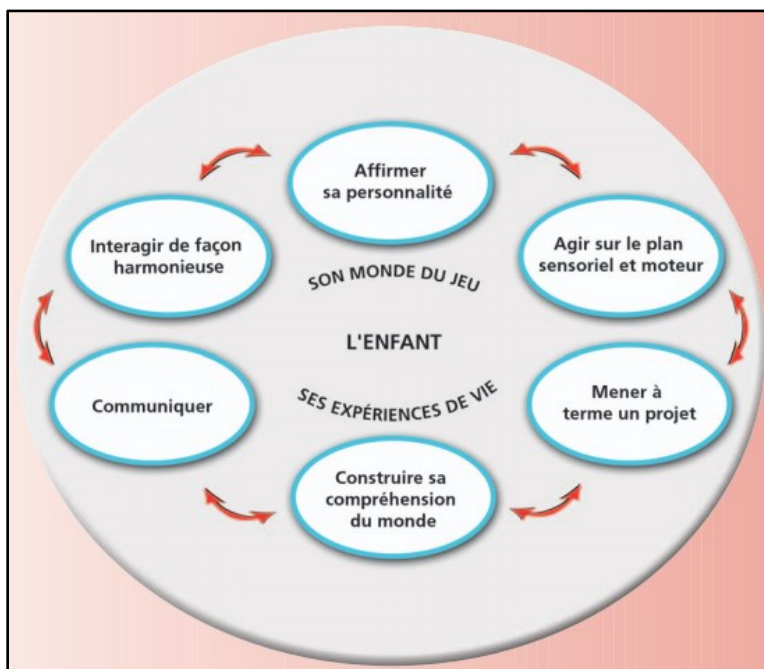 Affirmer
sa personnalité
Interagir de façon
harmonieuse
Agir sur le plan
sensoriel et moteur
SON MONDE DU JEU
L'ENFANT
SES EXPÉRIENCES DE VIE
Communiquer
Mener à
terme un projet
Construire sa
compréhension
du monde